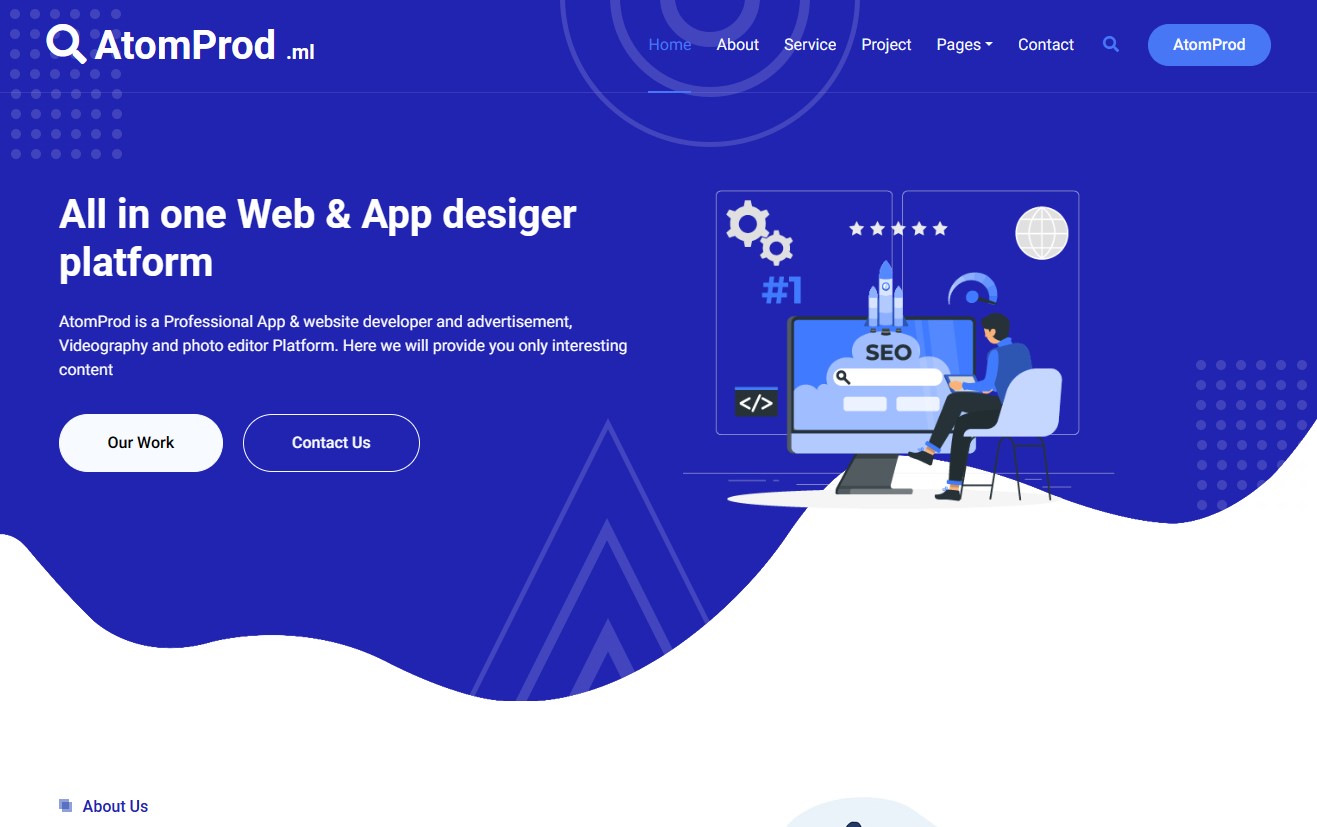 AtomProd .ml
Home About Service Project Pages Contact AtomProd
All in one Web & App desiger
platform
AtomProd is a Professional App & website developer and advertisement,
Videography and photo editor Platform. Here we will provide you only interesting
content
Our Work Contact Us
#1
SEO
</>
About Us